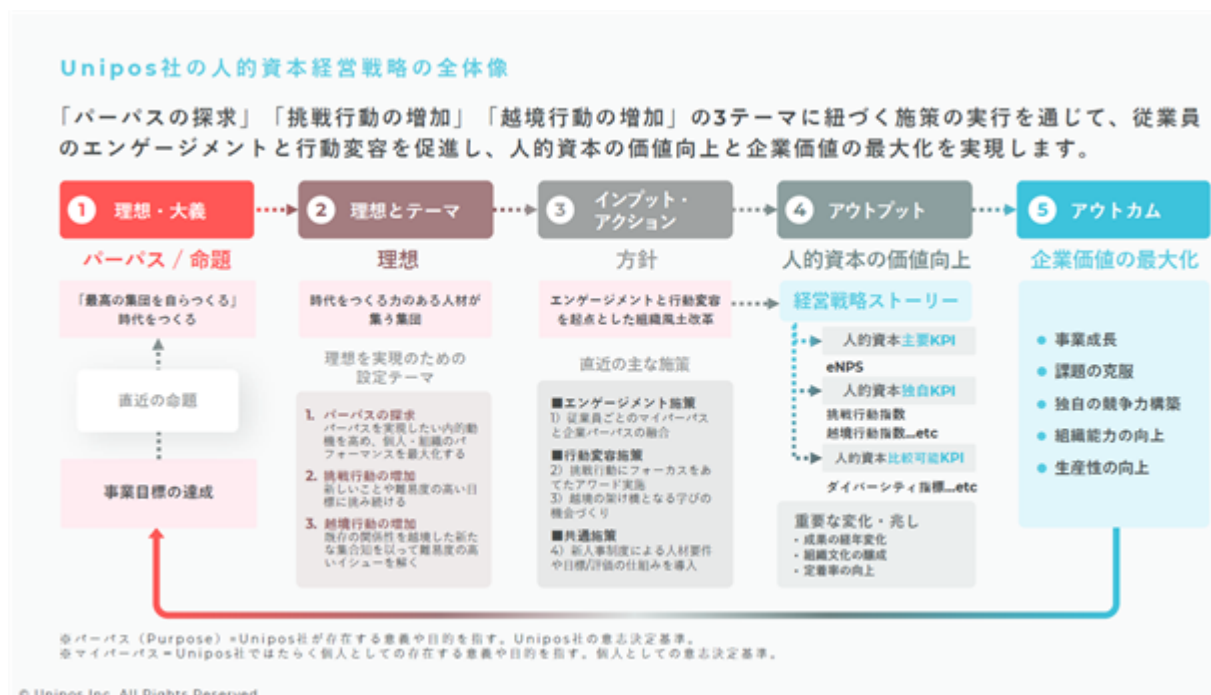 Unipos社の人的資本経営戦略の全体像
「パーパスの探求」「挑戦行動の増加」「越境行動の増加」の3テーマに紐づく施策の実行を通じて、従業員
のエンゲージメントと行動変容を促進し、人的資本の価値向上と企業価値の最大化を実現します。
1 理想・大義
パーパス / 命題
「最高の集団を自らつくる」
時代をつくる
直近の命題
事業目標の達成
2 理想とテーマ
理想
時代をつくる力のある人材が
集う集団
理想を実現のための
設定テーマ
1. パーパスの探求
パーパスを実現したい内的動
機を高め、個人・組織のパ
フォーマンスを最大化する
2. 挑戦行動の増加
新しいことや難易度の高い目
標に挑み続ける
3. 越境行動の増加
既存の関係性を越境した新た
な集合知を以って難易度の高
いイシューを解く
3 インプット・
アクション
方針
エンゲージメントと行動変容
を起点とした組織風土改革
直近の主な施策
■エンゲージメント施策
1）従業員ごとのマイパーパス
と企業パーパスの融合
■行動変容施策
2）挑戦行動にフォーカスをあ
てたアワード実施
3）越境の架け橋となる学びの
機会づくり
■共通施策
4）新人事制度による人材要件
や目標/評価の仕組みを導入
4 アウトプット
人的資本の価値向上
経営戦略ストーリー
人的資本主要KPI
eNPS
人的資本独自KPI
挑戦行動指数
越境行動指数...etc
人的資本比較可能KPI
ダイバーシティ指標...etc
重要な変化・兆し
・成果の経年変化
・組織文化の醸成
・定着率の向上
5 アウトカム
企業価値の最大化
● 事業成長
● 課題の克服
● 独自の競争力構築
● 組織能力の向上
● 生産性の向上
※パーパス（Purpose）=Unipos社が存在する意義や目的を指す。Unipos社の意志決定基準。
※マイパーパス=Unipos社ではたらく個人としての存在する意義や目的を指す。個人としての意志決定基準。
© Unipos Inc. All Rights Reserved